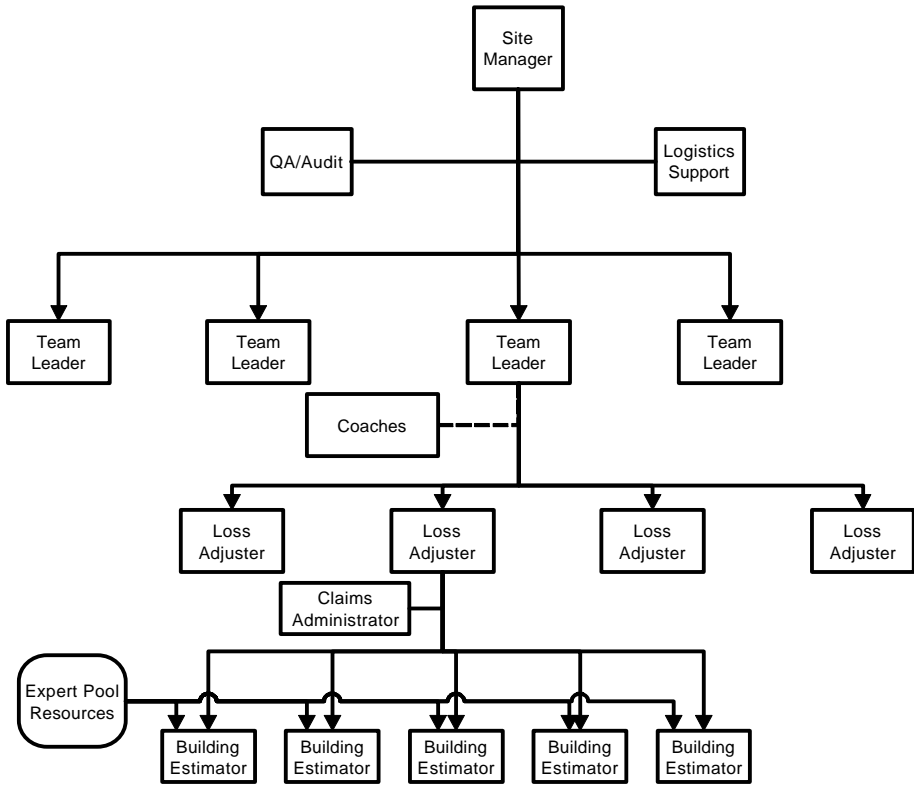 Site
Manager
QA/Audit
Logistics
Support
Team
Leader
Team
Leader
Team
Leader
Team
Leader
Coaches
Loss
Adjuster
Loss
Adjuster
Loss
Adjuster
Loss
Adjuster
Claims
Administrator
Expert Pool
Resources
Building
Estimator
Building
Estimator
Building
Estimator
Building
Estimator
Building
Estimator